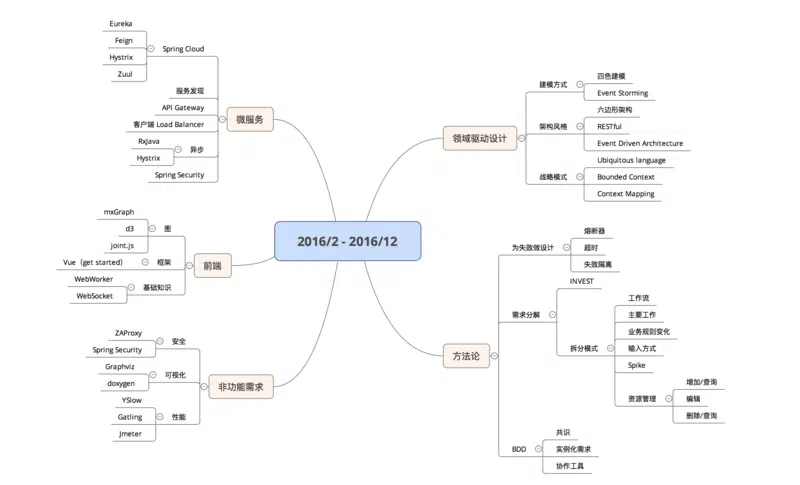 2016/2 - 2016/12
微服务
Spring Cloud
Eureka
Feign
Hystrix
Zuul
服务发现
API Gateway
客户端 Load Balancer
异步
RxJava
Hystrix
Spring Security
前端
图
mxGraph
d3
joint.js
框架
Vue（get started）
基础知识
WebWorker
WebSocket
非功能需求
安全
ZAProxy
Spring Security
可视化
Graphviz
doxygen
性能
YSlow
Gatling
Jmeter
领域驱动设计
建模方式
四色建模
Event Storming
架构风格
六边形架构
RESTful
Event Driven Architecture
战略模式
Ubiquitous language
Bounded Context
Context Mapping
方法论
为失败做设计
熔断器
超时
失败隔离
需求分解
INVEST
拆分模式
工作流
主要工作
业务规则变化
输入方式
Spike
资源管理
增加/查询
编辑
删除/查询
BDD
共识
实例化需求
协作工具